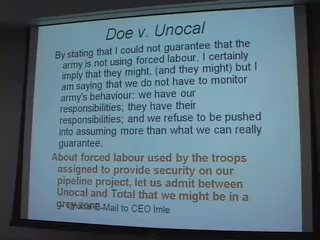 Doe v. Unocal
By stating that I could not guarantee that the
army is not using forced labour, I certainly
imply that they might, (and they might) but I
am saying that we do not have to monitor
army's behaviour: we have our
responsibilities; they have their
responsibilities; and we refuse to be pushed
into assuming more than what we can really
guarantee.
About forced labour used by the troops
assigned to provide security on our
pipeline project, let us admit between
Unocal and Total that we might be in a
grey zone.
E-Mail to CEO Imle